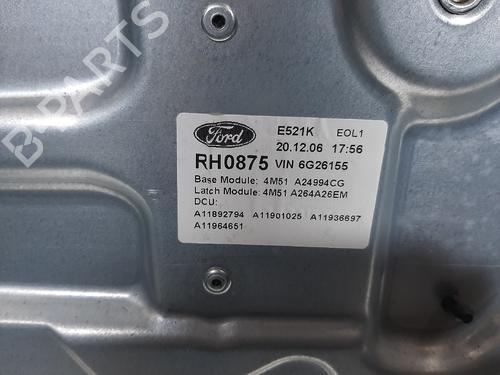 B-PARTS
Ford
E521K EOL1
20.12.06 17:56
RH0875 VIN 6G26155
Base Module: 4M51 A24994CG
Latch Module: 4M51 A264A26EM
DCU:
A11892794 A11901025 A11936697
A11964651